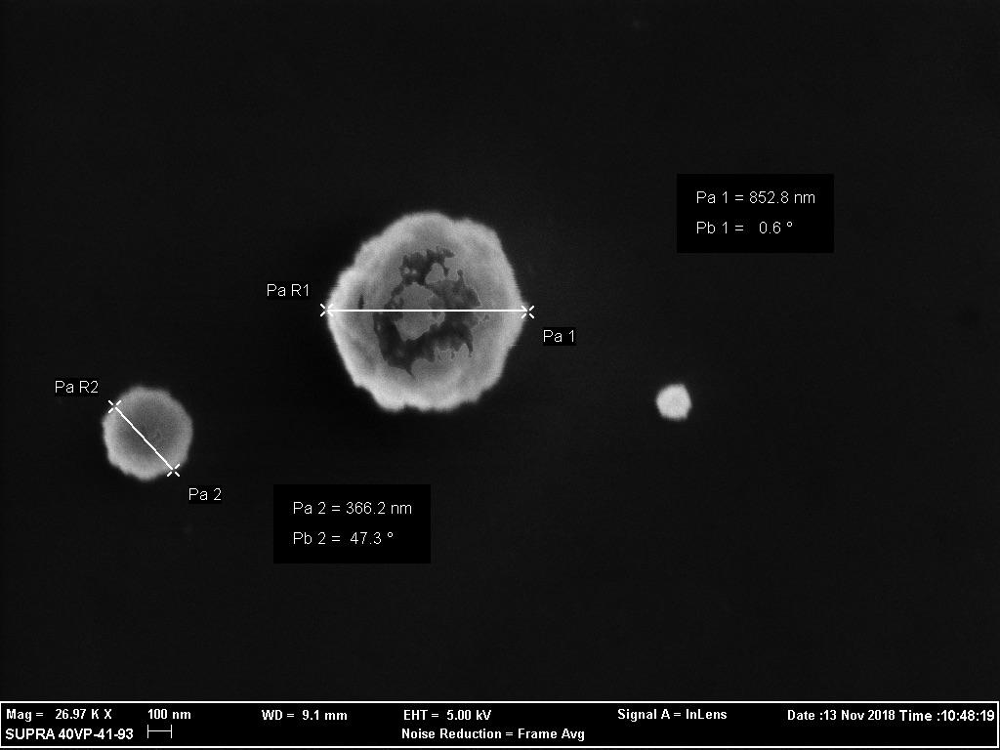 Pa 1 = 852.8 nm
Pb 1 = 0.6 °
Pa R1
Pa 1
Pa R2
Pa 2
Pa 2 = 366.2 nm
Pb 2 = 47.3 °
Mag = 26.97 K X 100 nm WD = 9.1 mm EHT = 5.00 kV Signal A = InLens Date :13 Nov 2018 Time :10:48:19
SUPRA 40VP-41-93 Noise Reduction = Frame Avg